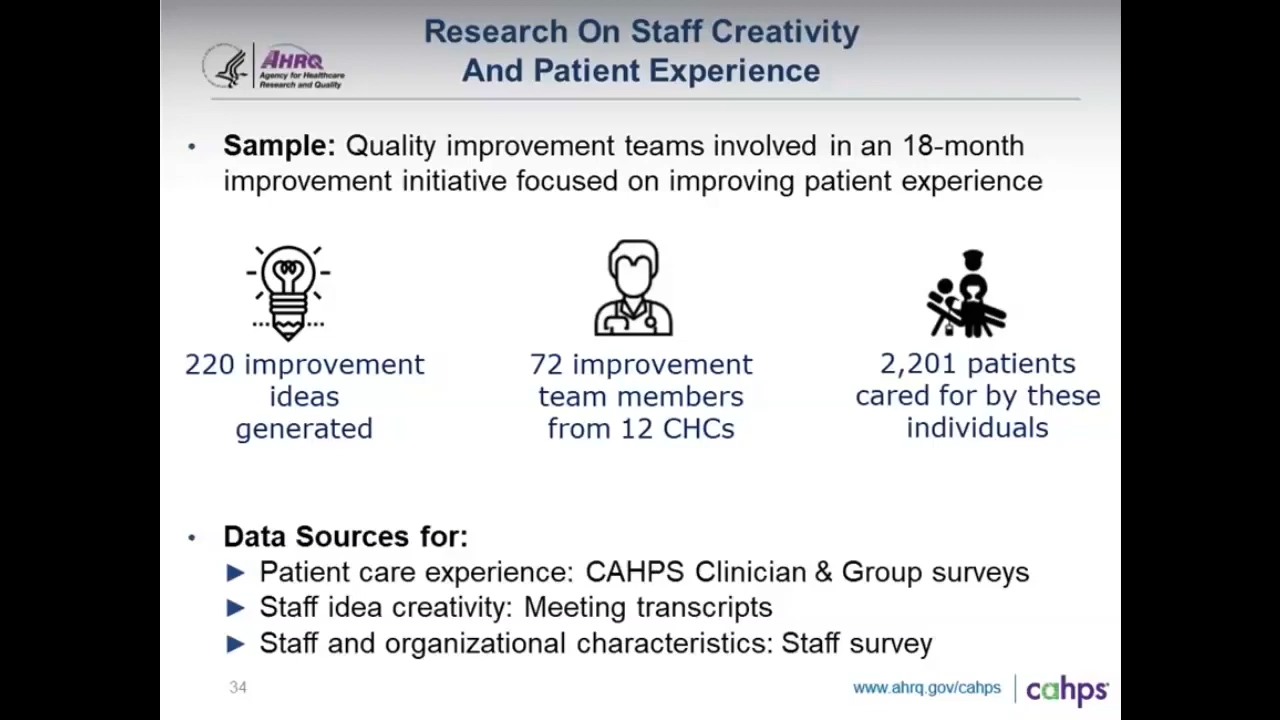 Research On Staff Creativity
And Patient Experience
AHRQ
Agency for Healthcare
Research and Quality
• Sample: Quality improvement teams involved in an 18-month
improvement initiative focused on improving patient experience
220 improvement
ideas
generated
72 improvement
team members
from 12 CHCs
2,201 patients
cared for by these
individuals
• Data Sources for:
► Patient care experience: CAHPS Clinician & Group surveys
► Staff idea creativity: Meeting transcripts
► Staff and organizational characteristics: Staff survey
34
www.ahrq.gov/cahps
cahps